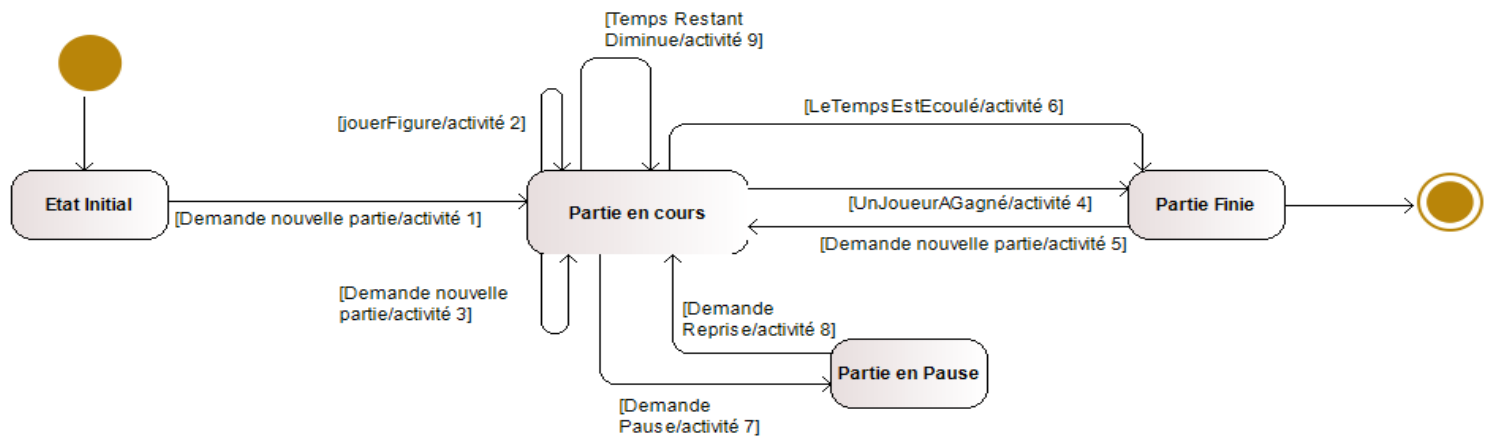 [Temps Restant
Diminue/activité 9]
[jouerFigure/activité 2]
[LeTempsEstEcoulé/activité 6]
Etat Initial
[Demande nouvelle partie/activité 1]
Partie en cours
[UnJoueurAGagné/activité 4]
Partie Finie
[Demande nouvelle partie/activité 5]
[Demande nouvelle
partie/activité 3]
[Demande
Reprise/activité 8]
Partie en Pause
[Demande
Pause/activité 7]